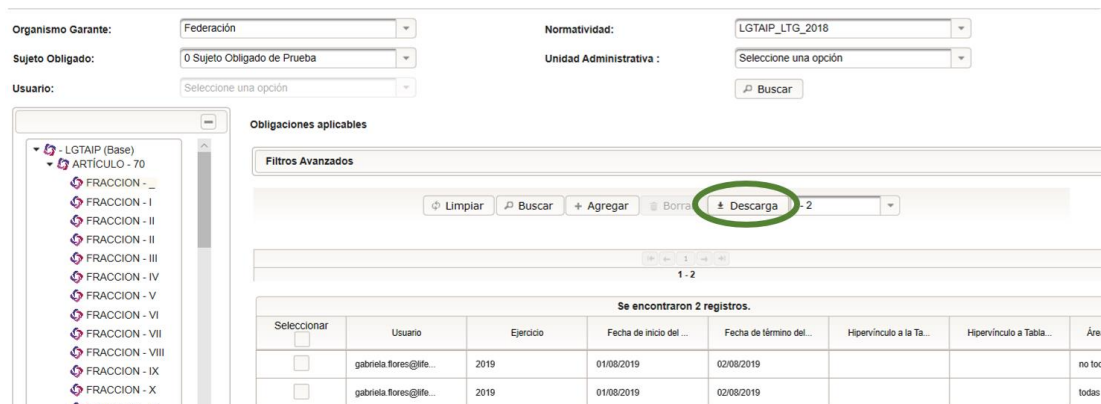 Organismo Garante: Federación Normatividad: LGTAIP_LTG_2018
Sujeto Obligado: 0 Sujeto Obligado de Prueba Unidad Administrativa : Seleccione una opción
Usuario: Seleccione una opción Buscar
Obligaciones aplicables
- LGTAIP (Base)
ARTÍCULO - 70
FRACCION - _
FRACCION - I
FRACCION - II
FRACCION - II
FRACCION - III
FRACCION - IV
FRACCION - V
FRACCION - VI
FRACCION - VII
FRACCION - VIII
FRACCION - IX
FRACCION - X
Filtros Avanzados
Limpiar Buscar + Agregar Borra Descarga - 2
1
1 - 2
Se encontraron 2 registros.
Seleccionar Usuario Ejercicio Fecha de inicio del ... Fecha de tèrmino del... Hipervínculo a la Ta... Hipervínculo a Tabla... Áre
gabriela.flores@life... 2019 01/08/2019 02/08/2019 no toc
gabriela.flores@life... 2019 01/08/2019 02/08/2019 todas